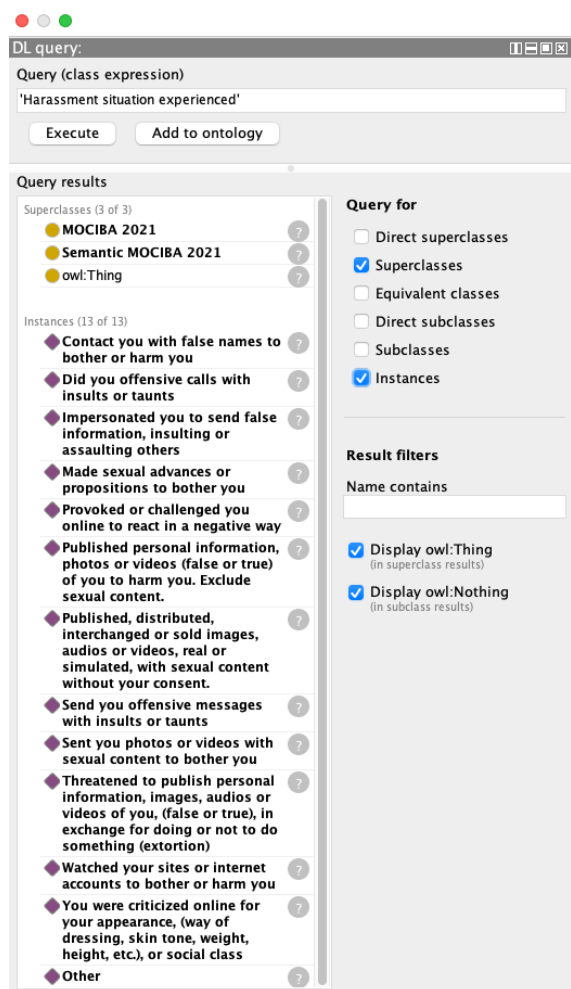 DL query:
Query (class expression)
'Harassment situation experienced'
Execute
Add to ontology
Query results
Superclasses (3 of 3)
MOCIBA 2021
?
Semantic MOCIBA 2021
?
owl:Thing
?
Instances (13 of 13)
Contact you with false names to
bother or harm you
?
Did you offensive calls with
insults or taunts
?
Impersonated you to send false
information, insulting or
assaulting others
?
Made sexual advances or
propositions to bother you
?
Provoked or challenged you
online to react in a negative way
?
Published personal information,
photos or videos (false or true)
of you to harm you. Exclude
sexual content.
?
Published, distributed,
interchanged or sold images,
audios or videos, real or
simulated, with sexual content
without your consent.
?
Send you offensive messages
with insults or taunts
?
Sent you photos or videos with
sexual content to bother you
?
Threatened to publish personal
information, images, audios or
videos of you, (false or true), in
exchange for doing or not to do
something (extortion)
?
Watched your sites or internet
accounts to bother or harm you
?
You were criticized online for
your appearance, (way of
dressing, skin tone, weight,
height, etc.), or social class
?
Other
?
Query for
Direct superclasses
Superclasses
Equivalent classes
Direct subclasses
Subclasses
Instances
Result filters
Name contains
Display owl:Thing
(in superclass results)
Display owl:Nothing
(in subclass results)